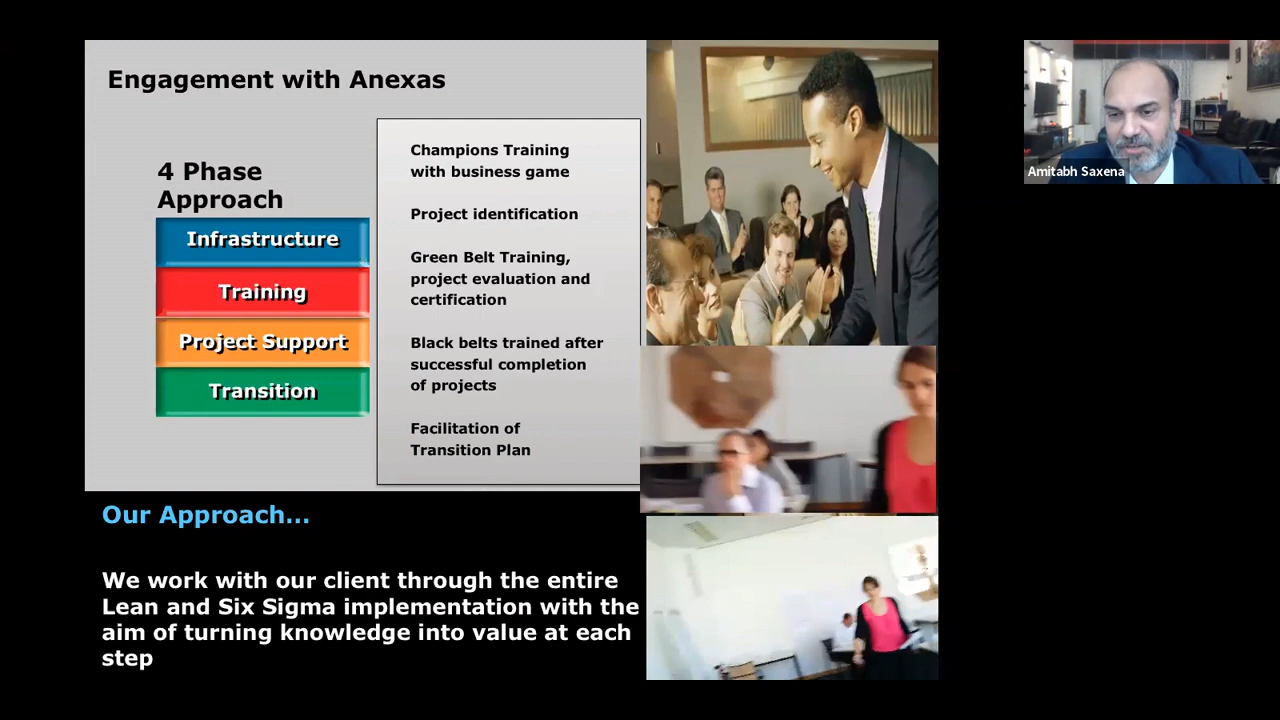 Engagement with Anexas
4 Phase
Approach
Infrastructure
Training
Project Support
Transition
Champions Training
with business game
Project identification
Green Belt Training,
project evaluation and
certification
Black belts trained after
successful completion
of projects
Facilitation of
Transition Plan
Our Approach...
We work with our client through the entire
Lean and Six Sigma implementation with the
aim of turning knowledge into value at each
step
Amitabh Saxena